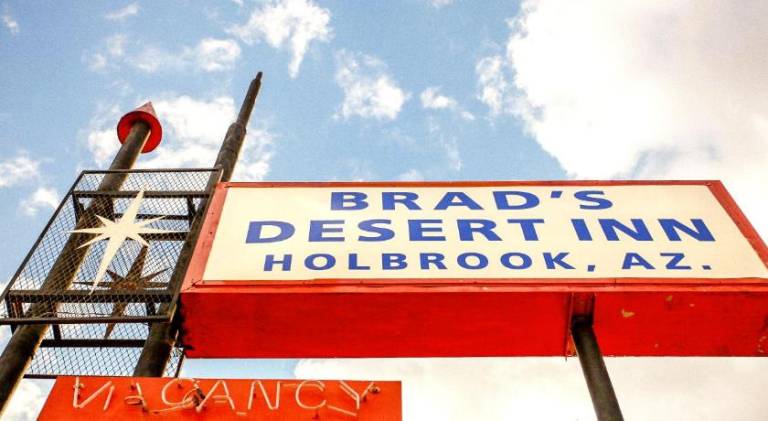 BRAD'S
DESERT INN
HOLBROOK, AZ.
VACANCY